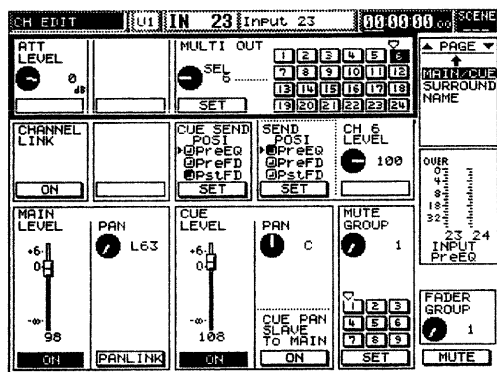 CH EDIT U1 IN 23 Input 23 00:00:00.00 SCENE
ATT LEVEL
0
dB
MULTI OUT
SEL
6
SET
1 2 3 4 5 6
7 8 9 10 11 12
13 14 15 16 17 18
19 20 21 22 23 24
PAGE
MAIN/CUE
SURROUND
NAME
CHANNEL LINK
ON
CUE SEND
POSI
PreEQ
PreFD
PstFD
SET
SEND
POSI
PreEQ
PreFD
PstFD
SET
CH 6
LEVEL
100
OVER
0
4
8
18
32
23 24
INPUT
PreEQ
MAIN
LEVEL
+6
0
-∞
98
ON
PAN
L63
PANLINK
CUE
LEVEL
+6
0
-∞
108
ON
PAN
C
CUE PAN
SLAVE
To MAIN
ON
MUTE
GROUP
1
1 2 3
4 5 6
7 8 9
SET
FADER
GROUP
1
MUTE